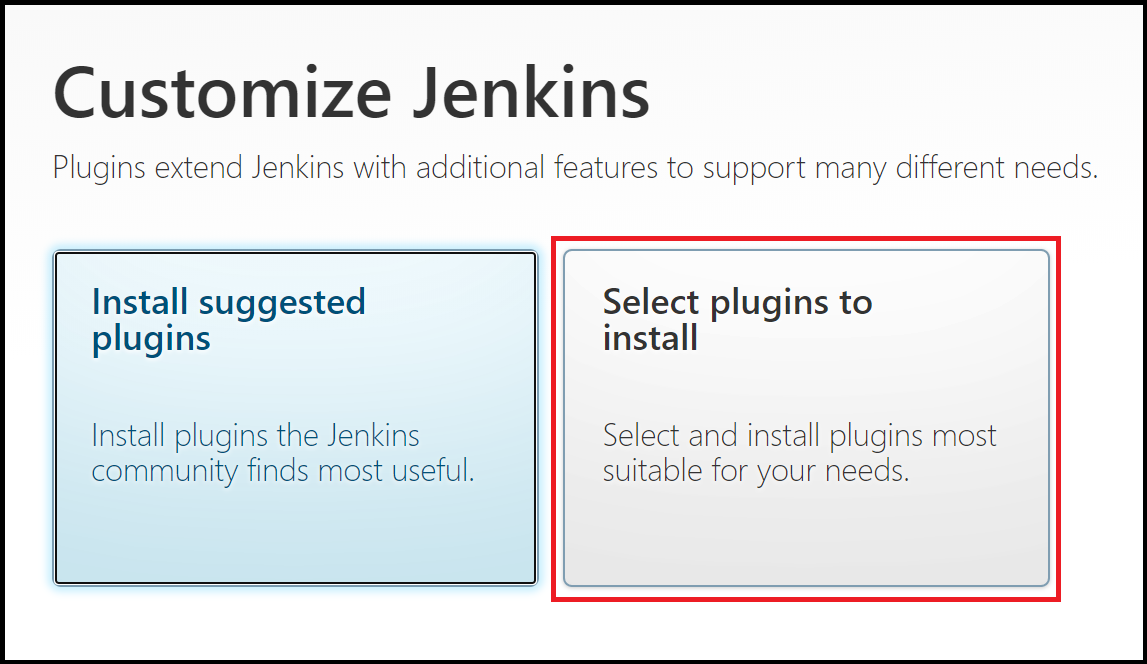 Customize Jenkins
Plugins extend Jenkins with additional features to support many different needs.
Install suggested
plugins
Install plugins the Jenkins
community finds most useful.
Select plugins to
install
Select and install plugins most
suitable for your needs.